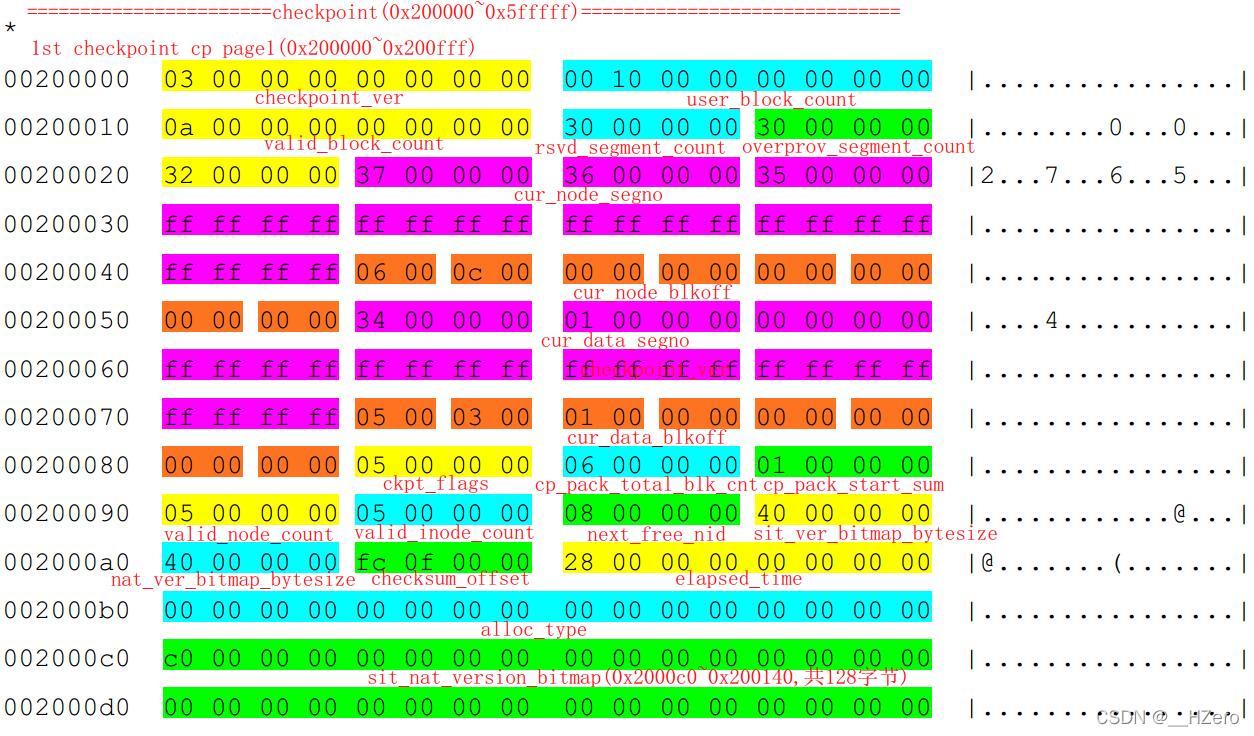 =======================checkpoint(0x200000~0x5fffff)==============================
*
1st checkpoint cp page1(0x200000~0x200fff)
00200000 03 00 00 00 00 00 00 00 00 10 00 00 00 00 00 00 |................|
checkpoint_ver user_block_count
00200010 0a 00 00 00 00 00 00 00 30 00 00 00 30 00 00 00 |........0...0...|
valid_block_count rsvd_segment_count overprov_segment_count
00200020 32 00 00 00 37 00 00 00 36 00 00 00 35 00 00 00 |2...7...6...5...|
cur_node_segno
00200030 ff ff ff ff ff ff ff ff ff ff ff ff ff ff ff ff |................|
00200040 ff ff ff ff 06 00 0c 00 00 00 00 00 00 00 00 00 |................|
cur_node_blkoff
00200050 00 00 00 00 34 00 00 00 01 00 00 00 00 00 00 00 |....4...........|
cur_data_segno
00200060 ff ff ff ff ff ff ff ff ff ff ff ff ff ff ff ff |................|
checkpoint_ver
00200070 ff ff ff ff 05 00 03 00 01 00 00 00 00 00 00 00 |................|
cur_data_blkoff
00200080 00 00 00 00 05 00 00 00 06 00 00 00 01 00 00 00 |................|
ckpt_flags cp_pack_total_blk_cnt cp_pack_start_sum
00200090 05 00 00 00 05 00 00 00 08 00 00 00 40 00 00 00 |............@...|
valid_node_count valid_inode_count next_free_nid sit_ver_bitmap_bytesize
002000a0 40 00 00 00 fc 0f 00 00 28 00 00 00 00 00 00 00 |@.......(.......|
nat_ver_bitmap_bytesize checksum_offset elapsed_time
002000b0 00 00 00 00 00 00 00 00 00 00 00 00 00 00 00 00 |................|
alloc_type
002000c0 c0 00 00 00 00 00 00 00 00 00 00 00 00 00 00 00 |................|
sit_nat_version_bitmap(0x2000c0~0x200140,共128字节)
002000d0 00 00 00 00 00 00 00 00 00 00 00 00 00 00 00 00 |................|
CSDN @__HZero